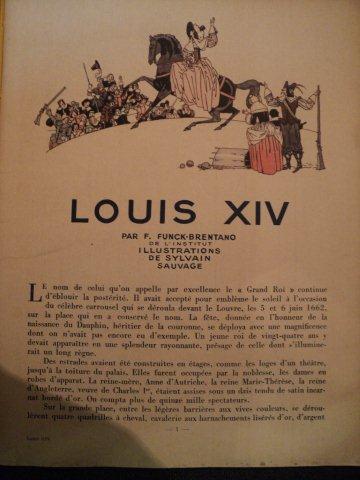 LOUIS XIV
PAR F. FUNCK-BRENTANO
DE L'INSTITUT
ILLUSTRATIONS
DE SYLVAIN
SAUVAGE
LE nom de celui qu'on appelle par excellence le « Grand Roi » continue
d'éblouir la postérité. Il avait accepté pour emblème le soleil à l'occasion
du célèbre carrousel qui se déroula devant le Louvre, les 5 et 6 juin 1662,
sur la place qui en a conservé le nom. La fête, donnée en l'honneur de la
naissance du Dauphin, héritier de la couronne, se déploya avec une magnificence
dont on n'avait pas encore eu d'exemple. Un jeune roi de vingt-quatre ans y
devait apparaître en une splendeur rayonnante, présage de celle dont s'illumine-
rait un long règne.
Des estrades avaient été construites en étages, comme les loges d'un théâtre,
jusqu'à la toiture du palais. Elles furent occupées par la noblesse, les dames en
robes d'apparat. La reine-mère, Anne d'Autriche, la reine Marie-Thérèse, la reine
d'Angleterre, veuve de Charles Ier, étaient assises sous un dais tendu de satin incar-
nat bordé d'or. On compta plus de quinze mille spectateurs.
Sur la grande place, entre les légères barrières aux vives couleurs, se dérou-
lèrent quatre quadrilles à cheval, cavalerie aux harnachements lisérés d'or, d'argent
— 1 —